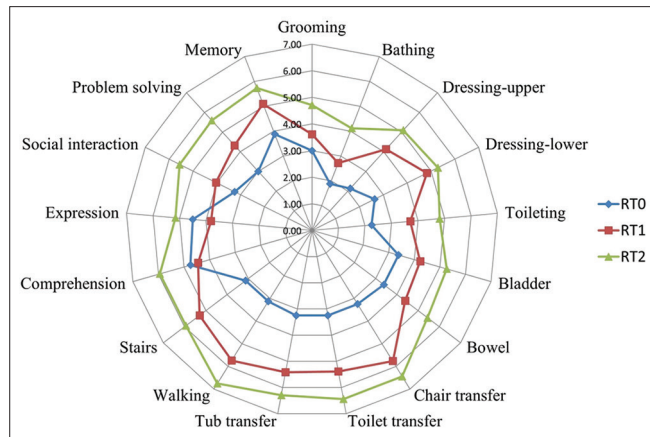 Grooming
7.00
6.00
5.00
4.00
3.00
2.00
1.00
0.00
Bathing
Dressing-upper
Dressing-lower
Toileting
Bladder
Bowel
Chair transfer
Toilet transfer
Tub transfer
Walking
Stairs
Comprehension
Expression
Social interaction
Problem solving
Memory
RT0
RT1
RT2